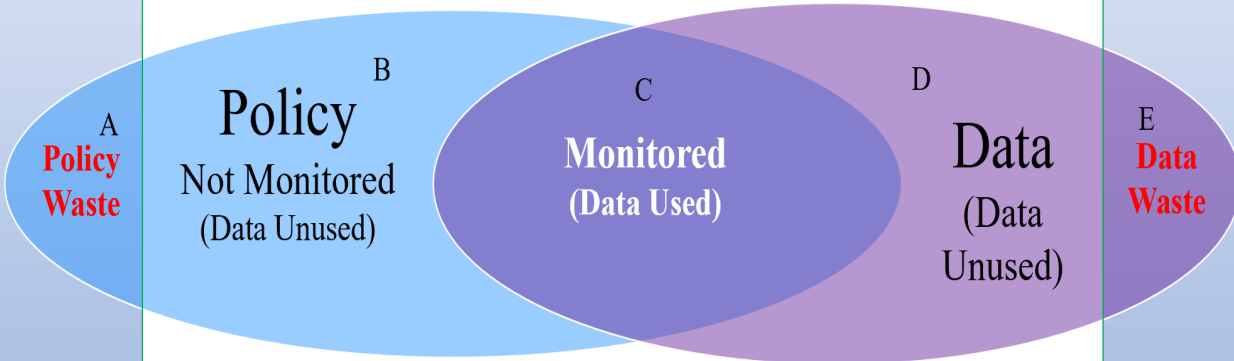 A
Policy
Waste
B
Policy
Not Monitored
(Data Unused)
C
Monitored
(Data Used)
D
Data
(Data
Unused)
E
Data
Waste